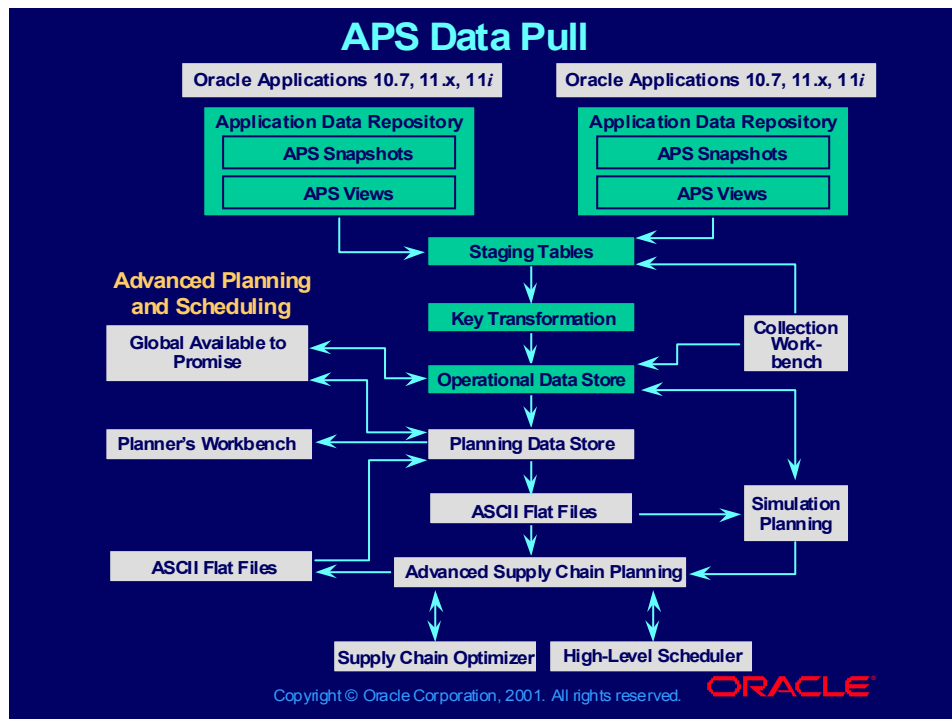 APS Data Pull
Oracle Applications 10.7, 11.x, 11i
Oracle Applications 10.7, 11.x, 11i
Application Data Repository
APS Snapshots
APS Views
Application Data Repository
APS Snapshots
APS Views
Staging Tables
Advanced Planning
and Scheduling
Key Transformation
Collection
Work-
bench
Global Available to
Promise
Operational Data Store
Planner's Workbench
Planning Data Store
ASCII Flat Files
Simulation
Planning
ASCII Flat Files
Advanced Supply Chain Planning
Supply Chain Optimizer
High-Level Scheduler
Copyright © Oracle Corporation, 2001. All rights reserved.
ORACLE®